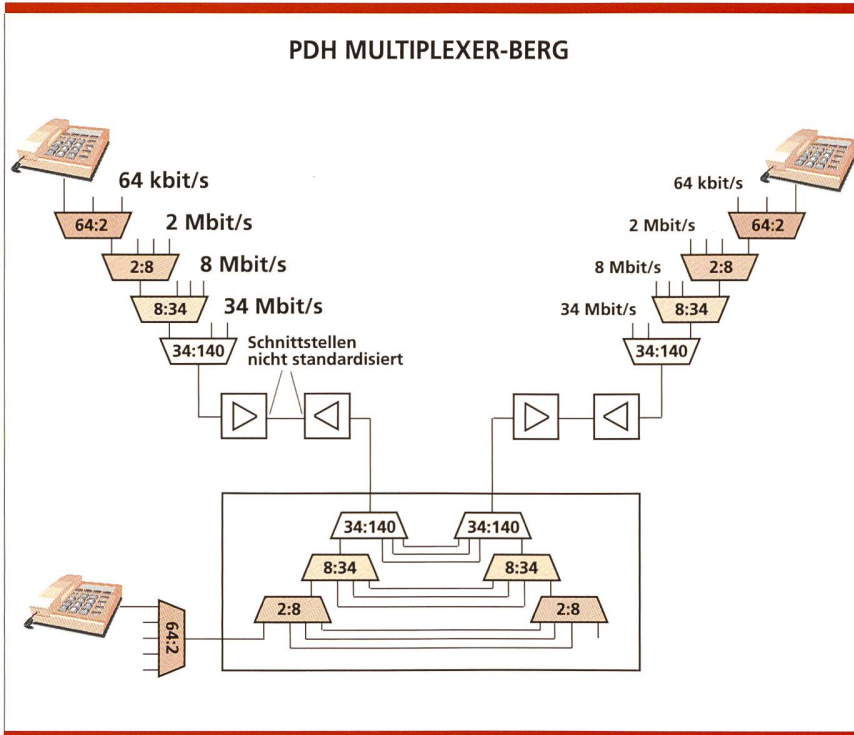 PDH MULTIPLEXER-BERG
64 kbit/s
64:2
2 Mbit/s
2:8
8 Mbit/s
8:34
34 Mbit/s
34:140
Schnittstellen
nicht standardisiert
64 kbit/s
64:2
2 Mbit/s
2:8
8 Mbit/s
8:34
34 Mbit/s
34:140
34:140
34:140
8:34
8:34
2:8
2:8
64:2